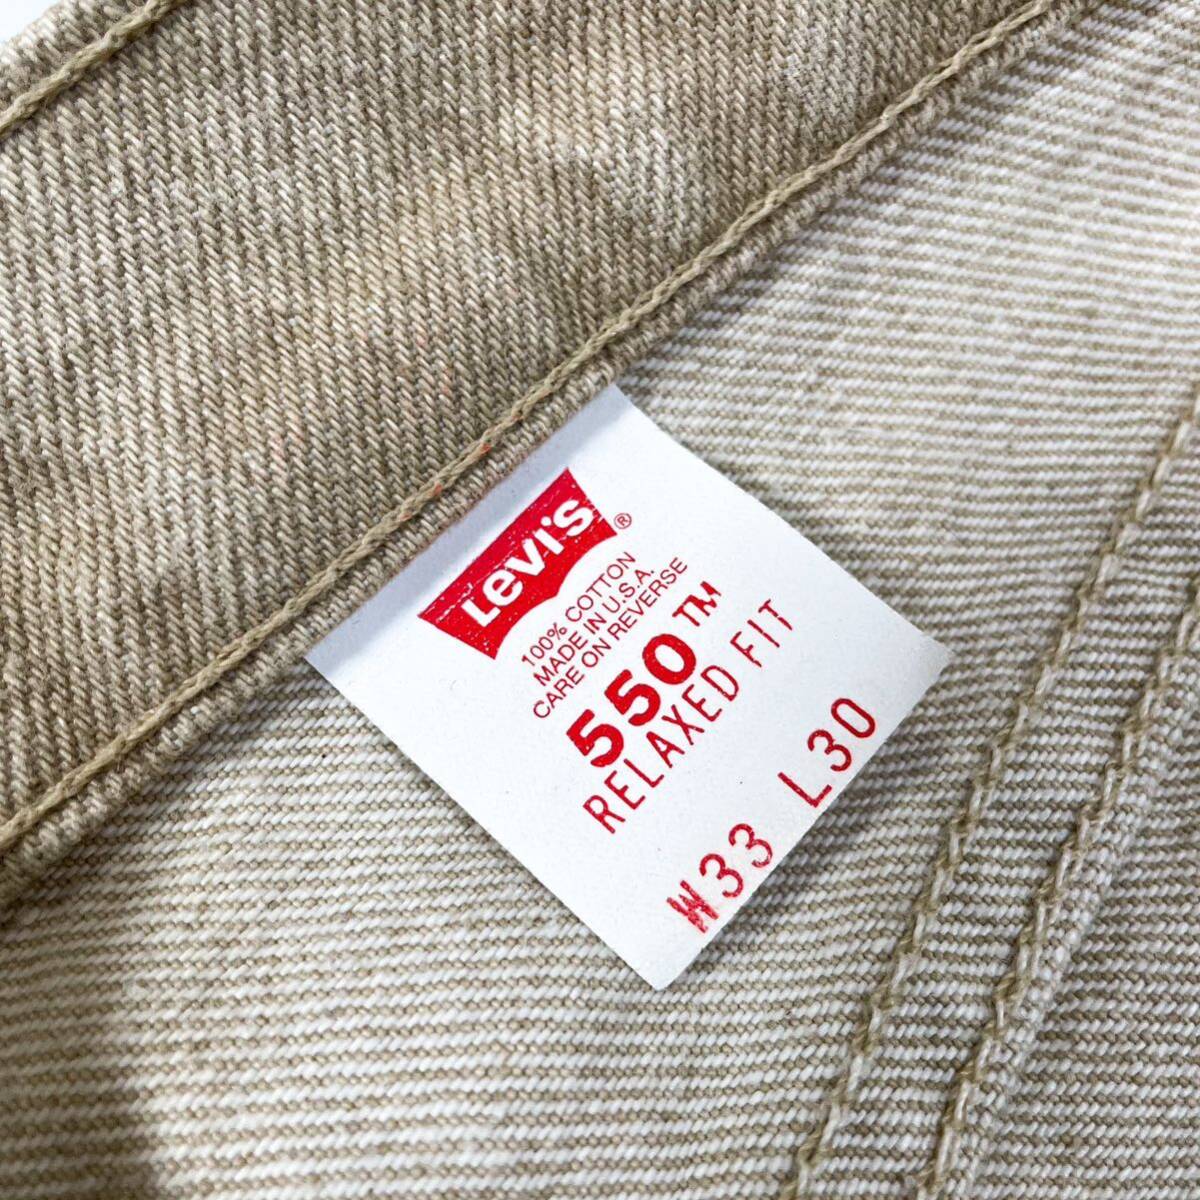 Levi's®
100% COTTON
MADE IN U.S.A.
CARE ON REVERSE
550™
RELAXED FIT
W33 L30